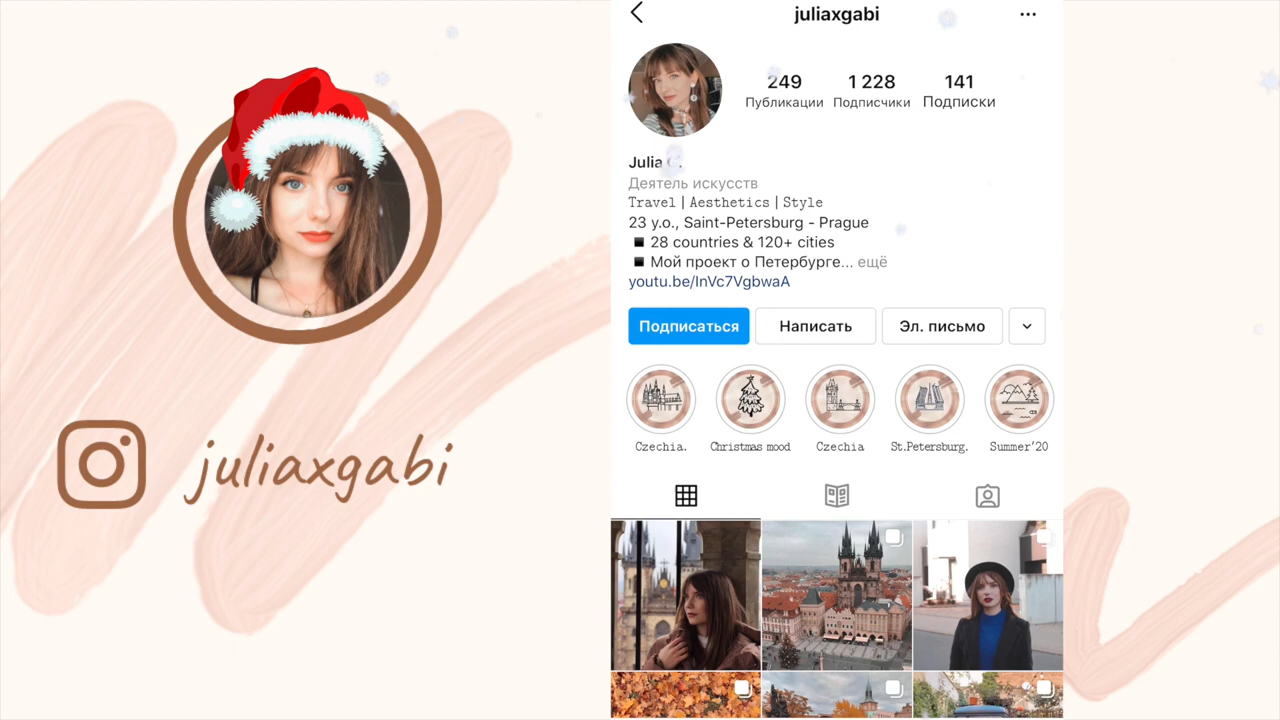 juliaxgabi
juliaxgabi
249
1 228
141
Публикации
Подписчики
Подписки
Julia
Деятель искусств
Travel | Aesthetics | Style
23 y.o., Saint-Petersburg - Prague
28 countries & 120+ cities
Мой проект о Петербурге... ещё
youtu.be/InVc7VgbwaA
Подписаться
Написать
Эл. письмо
Czechia.
Christmas mood
Czechia
St.Petersburg.
Summer'20